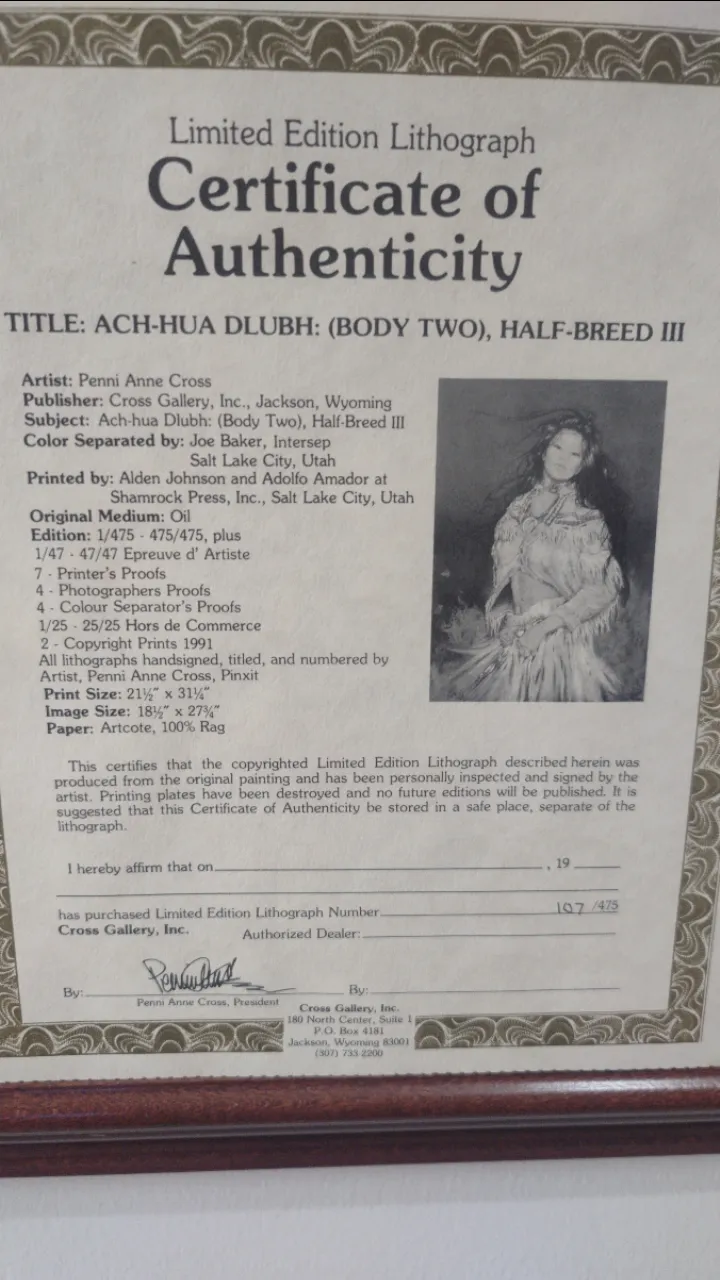 Limited Edition Lithograph
Certificate of
Authenticity
TITLE: ACH-HUA DLUBH: (BODY TWO), HALF-BREED III
Artist: Penni Anne Cross
Publisher: Cross Gallery, Inc., Jackson, Wyoming
Subject: Ach-hua Dlubh: (Body Two), Half-Breed III
Color Separated by: Joe Baker, Intersep
Salt Lake City, Utah
Printed by: Alden Johnson and Adolfo Amador at
Shamrock Press, Inc., Salt Lake City, Utah
Original Medium: Oil
Edition: 1/475 - 475/475, plus
1/47 - 47/47 Epreuve d' Artiste
7 - Printer's Proofs
4 - Photographers Proofs
4 - Colour Separator's Proofs
1/25 - 25/25 Hors de Commerce
2 - Copyright Prints 1991
All lithographs handsigned, titled, and numbered by
Artist, Penni Anne Cross, Pinxit
Print Size: 21½" x 31¼"
Image Size: 18½" x 27¾"
Paper: Artcote, 100% Rag
This certifies that the copyrighted Limited Edition Lithograph described herein was
produced from the original painting and has been personally inspected and signed by the
artist. Printing plates have been destroyed and no future editions will be published. It is
suggested that this Certificate of Authenticity be stored in a safe place, separate of the
lithograph.
I hereby affirm that on , 19
has purchased Limited Edition Lithograph Number 107 /475
Cross Gallery, Inc. Authorized Dealer:
By: By:
Penni Anne Cross, President
Cross Gallery, Inc.
180 North Center, Suite 1
P.O. Box 4181
Jackson, Wyoming 83001
(307) 733-2200